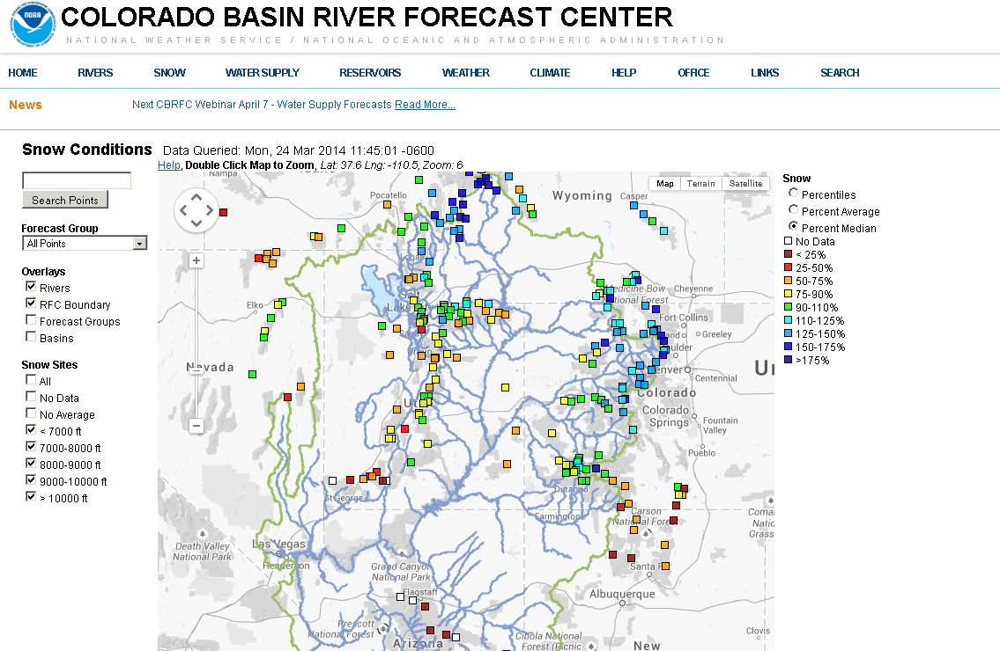 NOAA
COLORADO BASIN RIVER FORECAST CENTER
NATIONAL WEATHER SERVICE / NATIONAL OCEANIC AND ATMOSPHERIC ADMINISTRATION
HOME RIVERS SNOW WATER SUPPLY RESERVOIRS WEATHER CLIMATE HELP OFFICE LINKS SEARCH
News Next CBRFC Webinar April 7 - Water Supply Forecasts Read More...
Snow Conditions Data Queried: Mon, 24 Mar 2014 11:45:01 -0600
Help, Double Click Map to Zoom, Lat: 37.6 Lng: -110.5, Zoom: 6
Search Points
Forecast Group
All Points
Overlays
Rivers
RFC Boundary
Forecast Groups
Basins
Snow Sites
All
No Data
No Average
< 7000 ft
7000-8000 ft
8000-9000 ft
9000-10000 ft
> 10000 ft
Map Terrain Satellite
Nampa
Pocatello
Wyoming
Casper
Elko
Medicine Bow
National Forest
Cheyenne
Fort Collins
Greeley
Nevada
Centennial
Colorado
Colorado
Springs
Fountain
Valley
Pueblo
St George
Durango
Farmington
Carson
National Forest
Death Valley
National Park
Las Vegas
Henderson
Grand Canyon
National Park
Santa F
Flagstaff
Albuquerque
Prescott
National Forest
Arizona
Cibola National
Forest (Picnic
Clovis
New
Coman
Nation
Grass
Snow
Percentiles
Percent Average
Percent Median
No Data
< 25%
25-50%
50-75%
75-90%
90-110%
110-125%
125-150%
150-175%
>175%